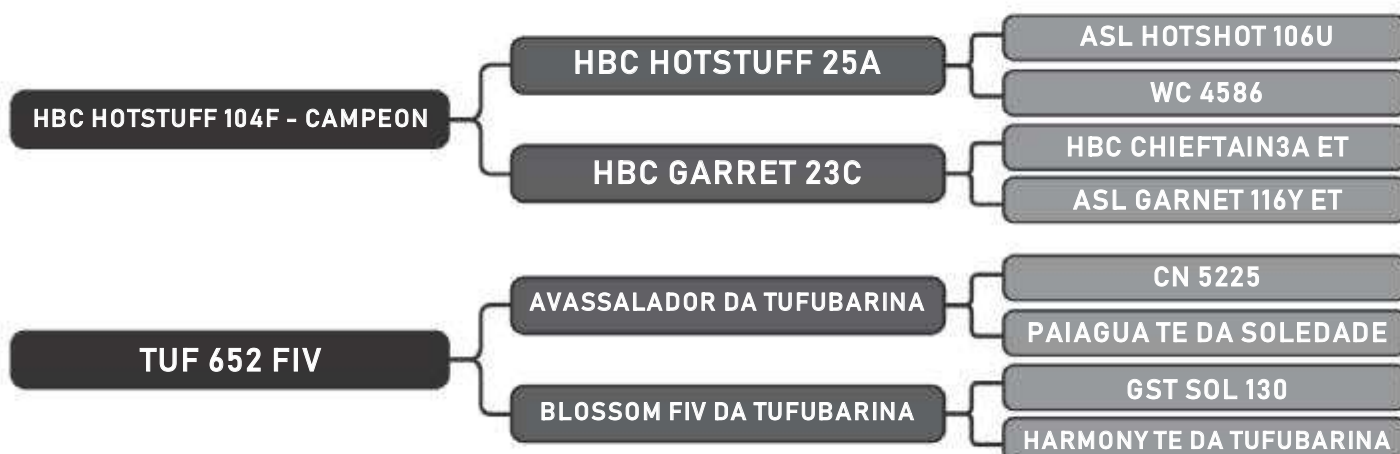 HBC HOTSTUFF 104F - CAMPEON
HBC HOTSTUFF 25A
HBC GARRET 23C
ASL HOTSHOT 106U
WC 4586
HBC CHIEFTAIN3A ET
ASL GARNET 116Y ET
TUF 652 FIV
AVASSALADOR DA TUFUBARINA
BLOSSOM FIV DA TUFUBARINA
CN 5225
PAIAGUA TE DA SOLEDADE
GST SOL 130
HARMONY TE DA TUFUBARINA